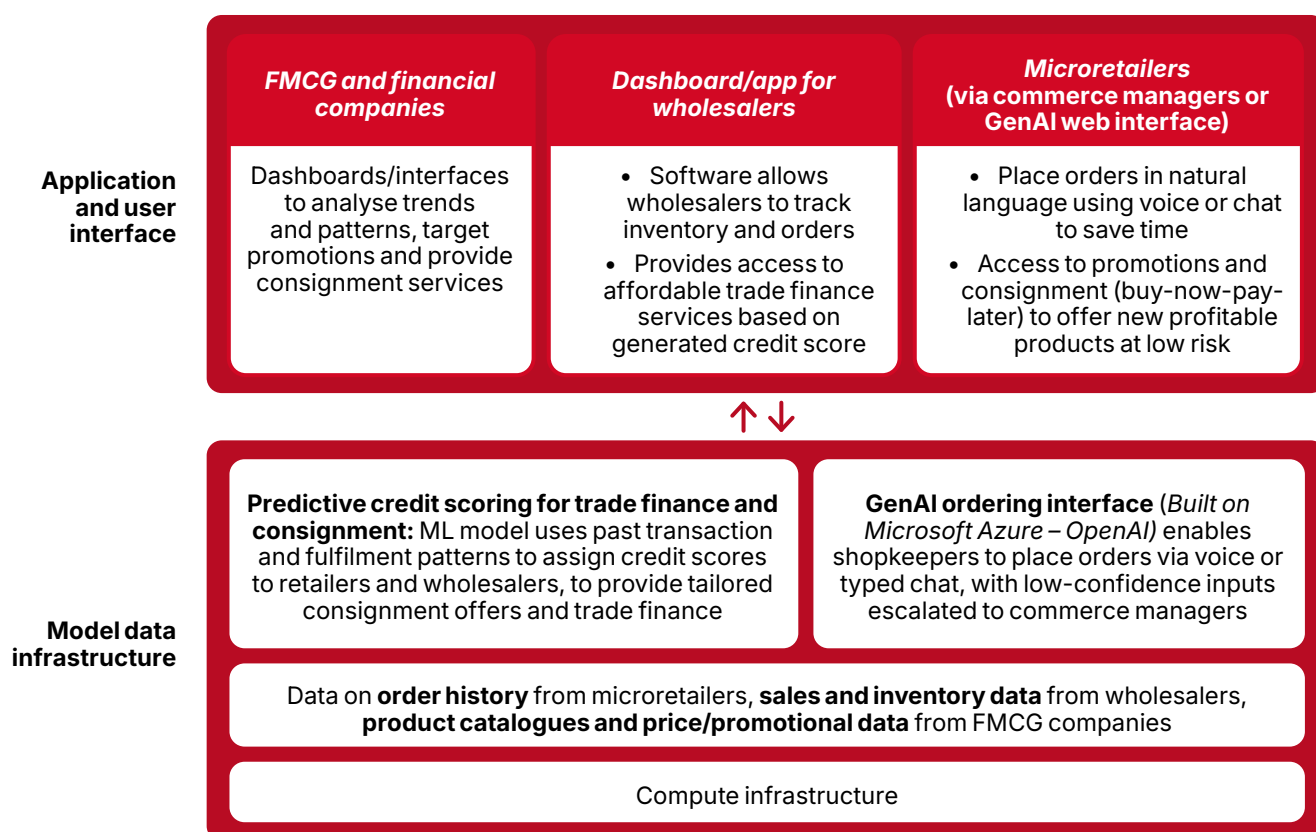 Application
and user
interface
FMCG and financial
companies
Dashboards/interfaces
to analyse trends
and patterns, target
promotions and provide
consignment services
Dashboard/app for
wholesalers
• Software allows
wholesalers to track
inventory and orders
• Provides access to
affordable trade finance
services based on
generated credit score
Microretailers
(via commerce managers or
GenAI web interface)
• Place orders in natural
language using voice or chat
to save time
• Access to promotions and
consignment (buy-now-pay-
later) to offer new profitable
products at low risk
Model data
infrastructure
Predictive credit scoring for trade finance and
consignment: ML model uses past transaction
and fulfilment patterns to assign credit scores
to retailers and wholesalers, to provide tailored
consignment offers and trade finance
GenAI ordering interface (Built on
Microsoft Azure – OpenAI) enables
shopkeepers to place orders via voice or
typed chat, with low-confidence inputs
escalated to commerce managers
Data on order history from microretailers, sales and inventory data from wholesalers,
product catalogues and price/promotional data from FMCG companies
Compute infrastructure